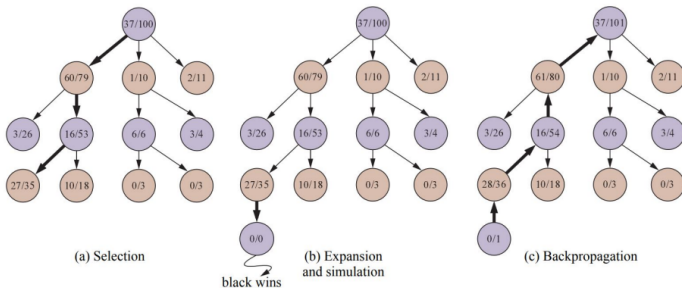 37/100
60/79 1/10 2/11
3/26 16/53 6/6 3/4
27/35 10/18 0/3 0/3
(a) Selection
37/100
60/79 1/10 2/11
3/26 16/53 6/6 3/4
27/35 10/18 0/3 0/3
0/0
black wins
(b) Expansion
and simulation
37/101
61/80 1/10 2/11
3/26 16/54 6/6 3/4
28/36 10/18 0/3 0/3
0/1
(c) Backpropagation